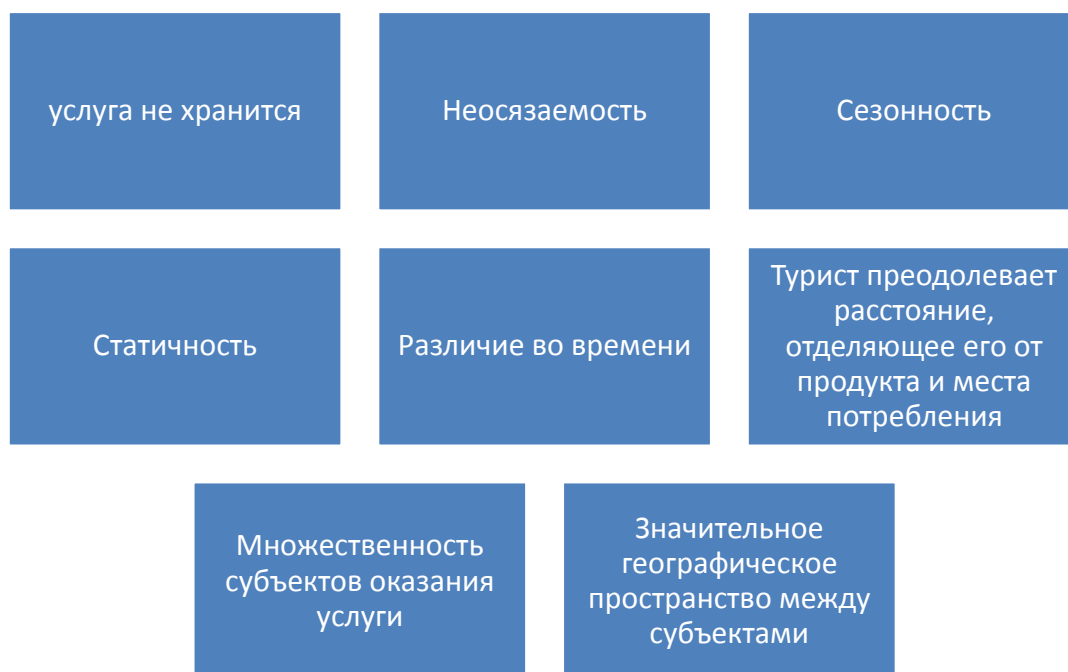 услуга не хранится
Неосязаемость
Сезонность
Статичность
Различие во времени
Турист преодолевает
расстояние,
отделяющее его от
продукта и места
потребления
Множественность
субъектов оказания
услуги
Значительное
географическое
пространство между
субъектами